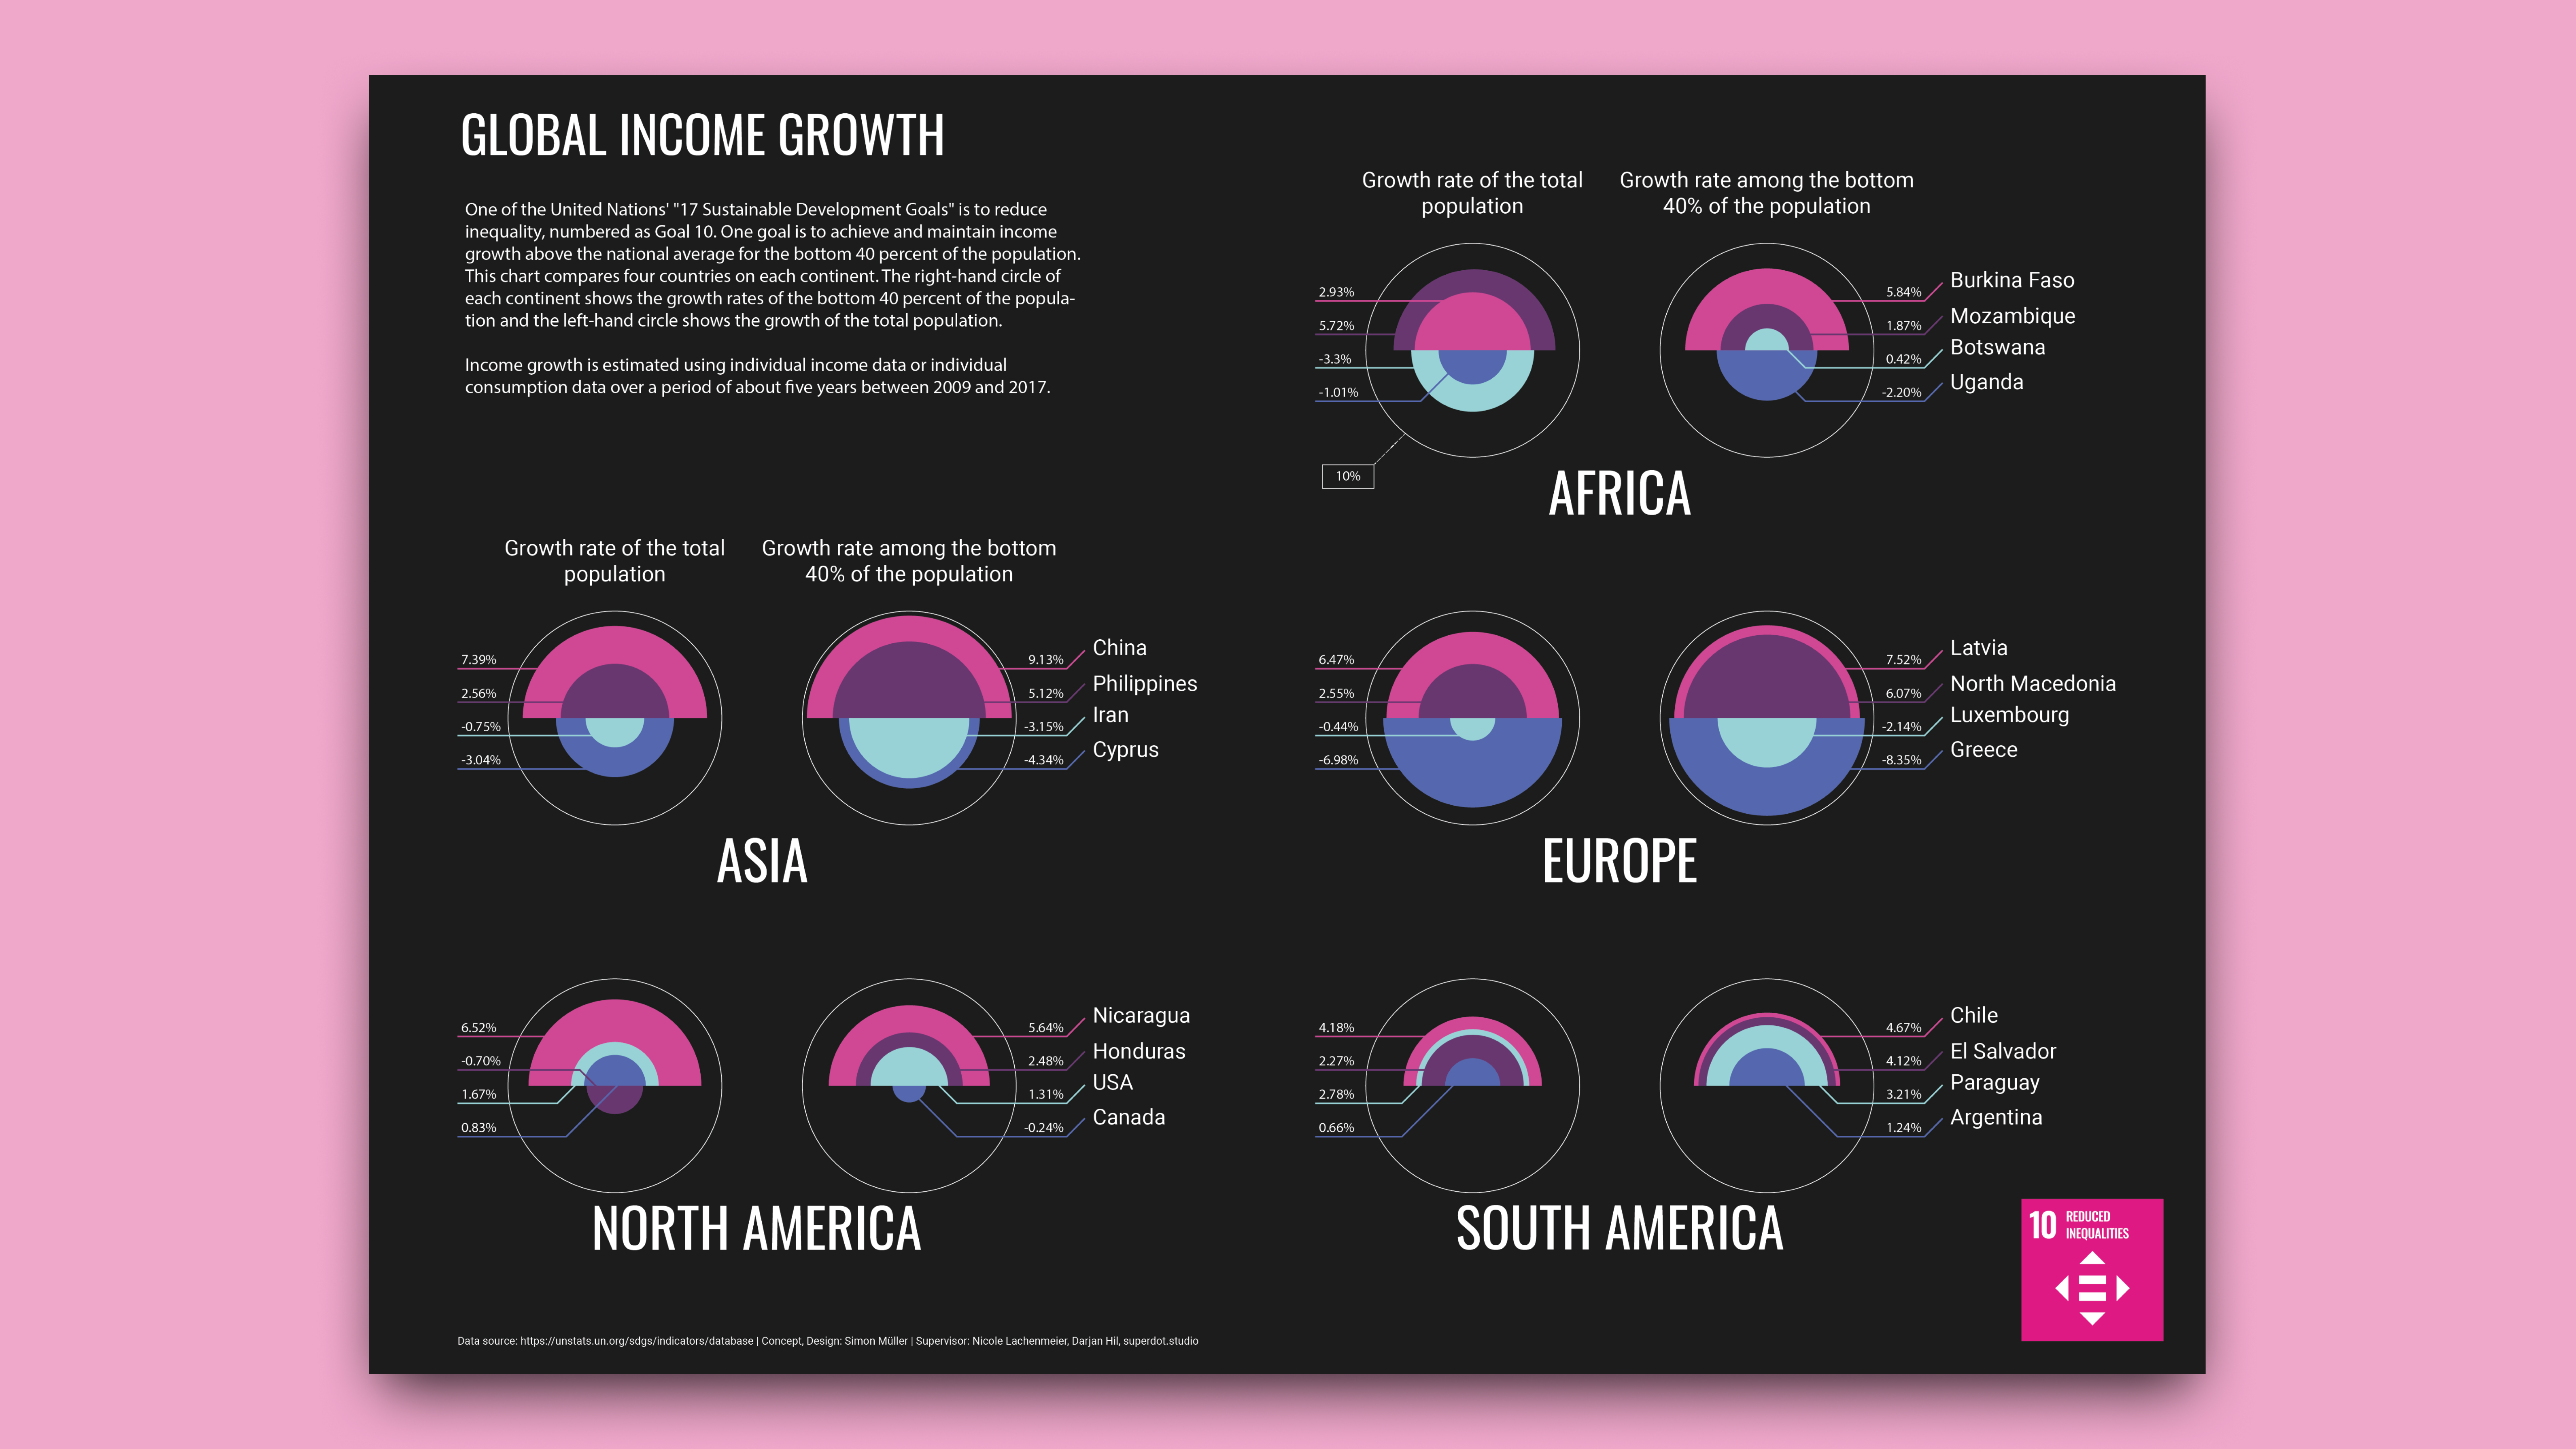 GLOBAL INCOME GROWTH
One of the United Nations' "17 Sustainable Development Goals" is to reduce
inequality, numbered as Goal 10. One goal is to achieve and maintain income
growth above the national average for the bottom 40 percent of the population.
This chart compares four countries on each continent. The right-hand circle of
each continent shows the growth rates of the bottom 40 percent of the popula-
tion and the left-hand circle shows the growth of the total population.
Income growth is estimated using individual income data or individual
consumption data over a period of about five years between 2009 and 2017.
Growth rate of the total
population
Growth rate among the bottom
40% of the population
2.93%
5.72%
-3.3%
-1.01%
10%
5.84%
1.87%
0.42%
-2.20%
Burkina Faso
Mozambique
Botswana
Uganda
AFRICA
Growth rate of the total
population
Growth rate among the bottom
40% of the population
7.39%
2.56%
-0.75%
-3.04%
9.13%
5.12%
-3.15%
-4.34%
China
Philippines
Iran
Cyprus
ASIA
6.47%
2.55%
-0.44%
-6.98%
7.52%
6.07%
-2.14%
-8.35%
Latvia
North Macedonia
Luxembourg
Greece
EUROPE
6.52%
-0.70%
1.67%
0.83%
5.64%
2.48%
1.31%
-0.24%
Nicaragua
Honduras
USA
Canada
NORTH AMERICA
4.18%
2.27%
2.78%
0.66%
4.67%
4.12%
3.21%
1.24%
Chile
El Salvador
Paraguay
Argentina
SOUTH AMERICA
10 REDUCED
INEQUALITIES
Data source: https://unstats.un.org/sdgs/indicators/database | Concept, Design: Simon Müller | Supervisor: Nicole Lachenmeier, Darjan Hil, superdot.studio